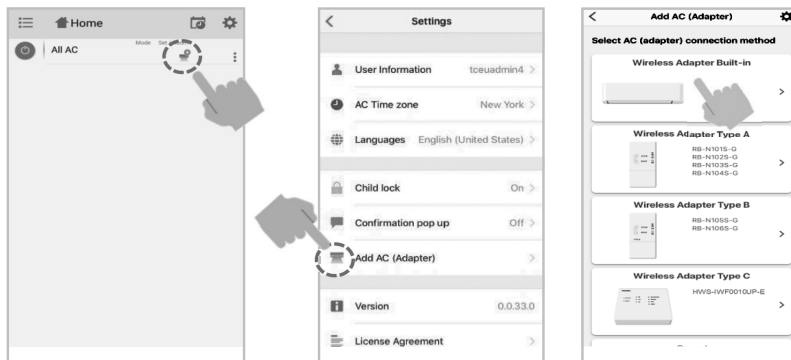 Home
All AC
Mode
Settings
User Information tceuadmin4
AC Time zone New York
Languages English (United States)
Child lock On
Confirmation pop up Off
Add AC (Adapter)
Version 0.0.33.0
License Agreement
Add AC (Adapter)
Select AC (adapter) connection method
Wireless Adapter Built-in
Wireless Adapter Type A
RB-N101S-G
RB-N102S-G
RB-N103S-G
RB-N104S-G
Wireless Adapter Type B
RB-N105S-G
RB-N106S-G
Wireless Adapter Type C
HWS-IWF0010UP-E